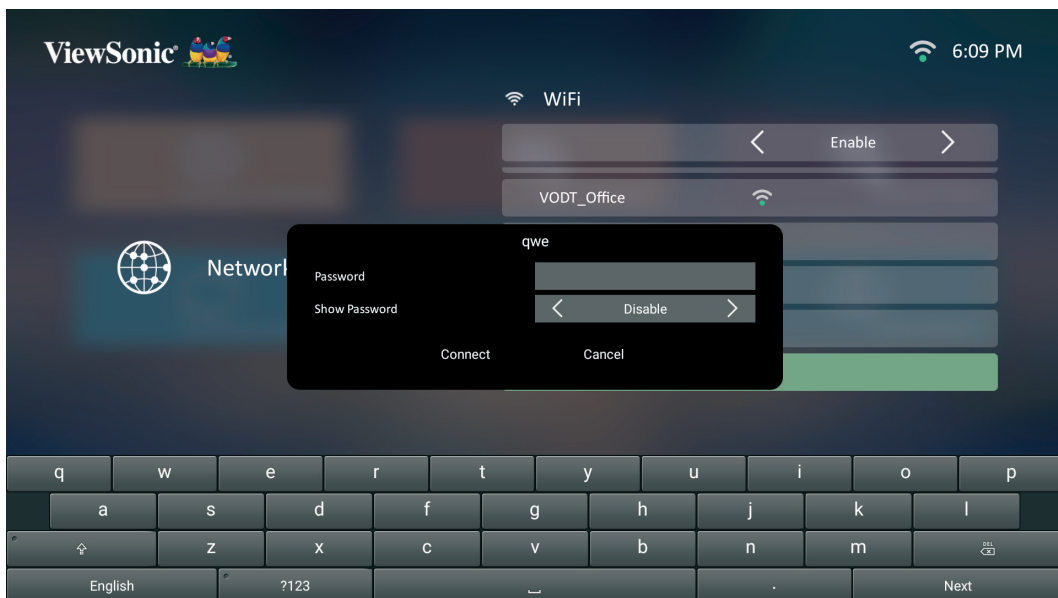 ViewSonic
6:09 PM
WiFi
Enable
VODT_Office
Network
qwe
Password
Show Password Disable
Connect Cancel
q w e r t y u i o p
a s d f g h j k l
z x c v b n m DEL
English ?123 . Next